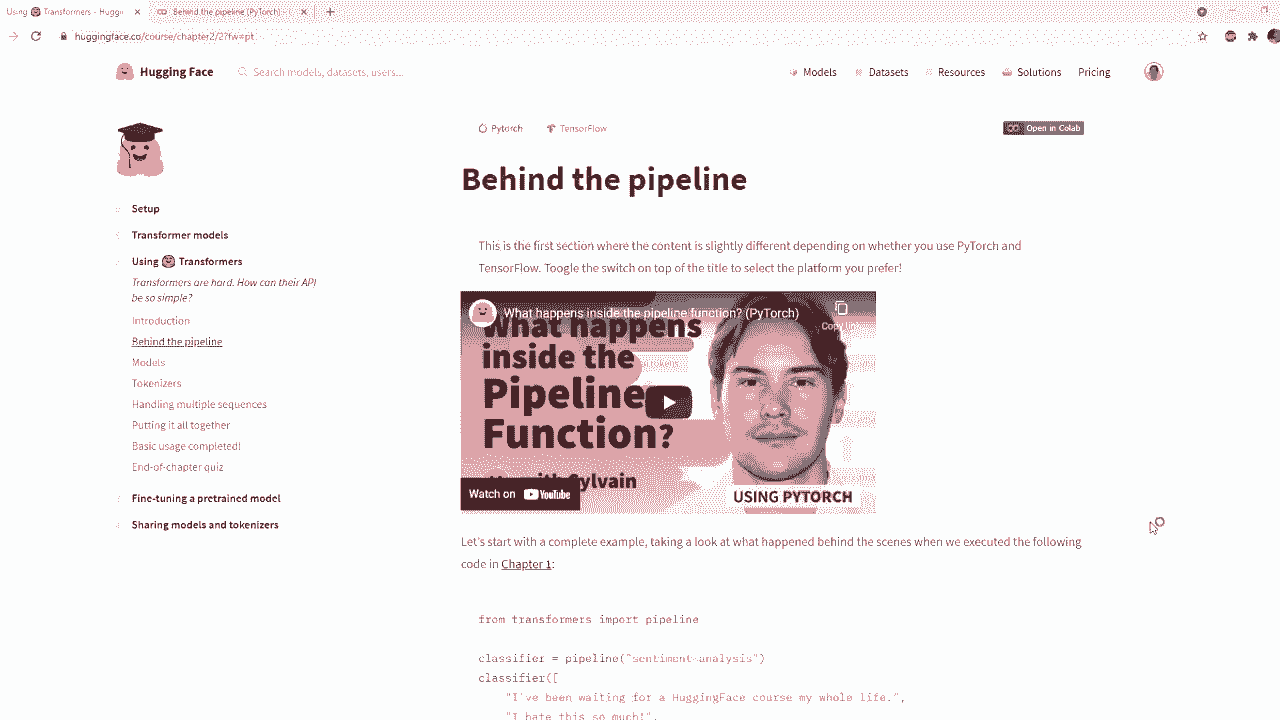 Using Transformers - Huggi
Behind the pipeline (PyTorch) -
huggingface.co/course/chapter2/2?fw=pt
Hugging Face
Search models, datasets, users...
Models
Datasets
Resources
Solutions
Pricing
Pytorch
TensorFlow
Open in Colab
Behind the pipeline
Setup
Transformer models
Using Transformers
Transformers are hard. How can their API
be so simple?
Introduction
Behind the pipeline
Models
Tokenizers
Handling multiple sequences
Putting it all together
Basic usage completed!
End-of-chapter quiz
Fine-tuning a pretrained model
Sharing models and tokenizers
This is the first section where the content is slightly different depending on whether you use PyTorch and
TensorFlow. Toogle the switch on top of the title to select the platform you prefer!
What happens inside the pipeline function? (PyTorch)
Copy link
What happens
inside the
Pipeline
Function?
with Sylvain
Watch on YouTube
USING PYTORCH
Let's start with a complete example, taking a look at what happened behind the scenes when we executed the following
code in Chapter 1:
from transformers import pipeline
classifier = pipeline("sentiment-analysis")
classifier([
"I've been waiting for a HuggingFace course my whole life.",
"I hate this so much!",